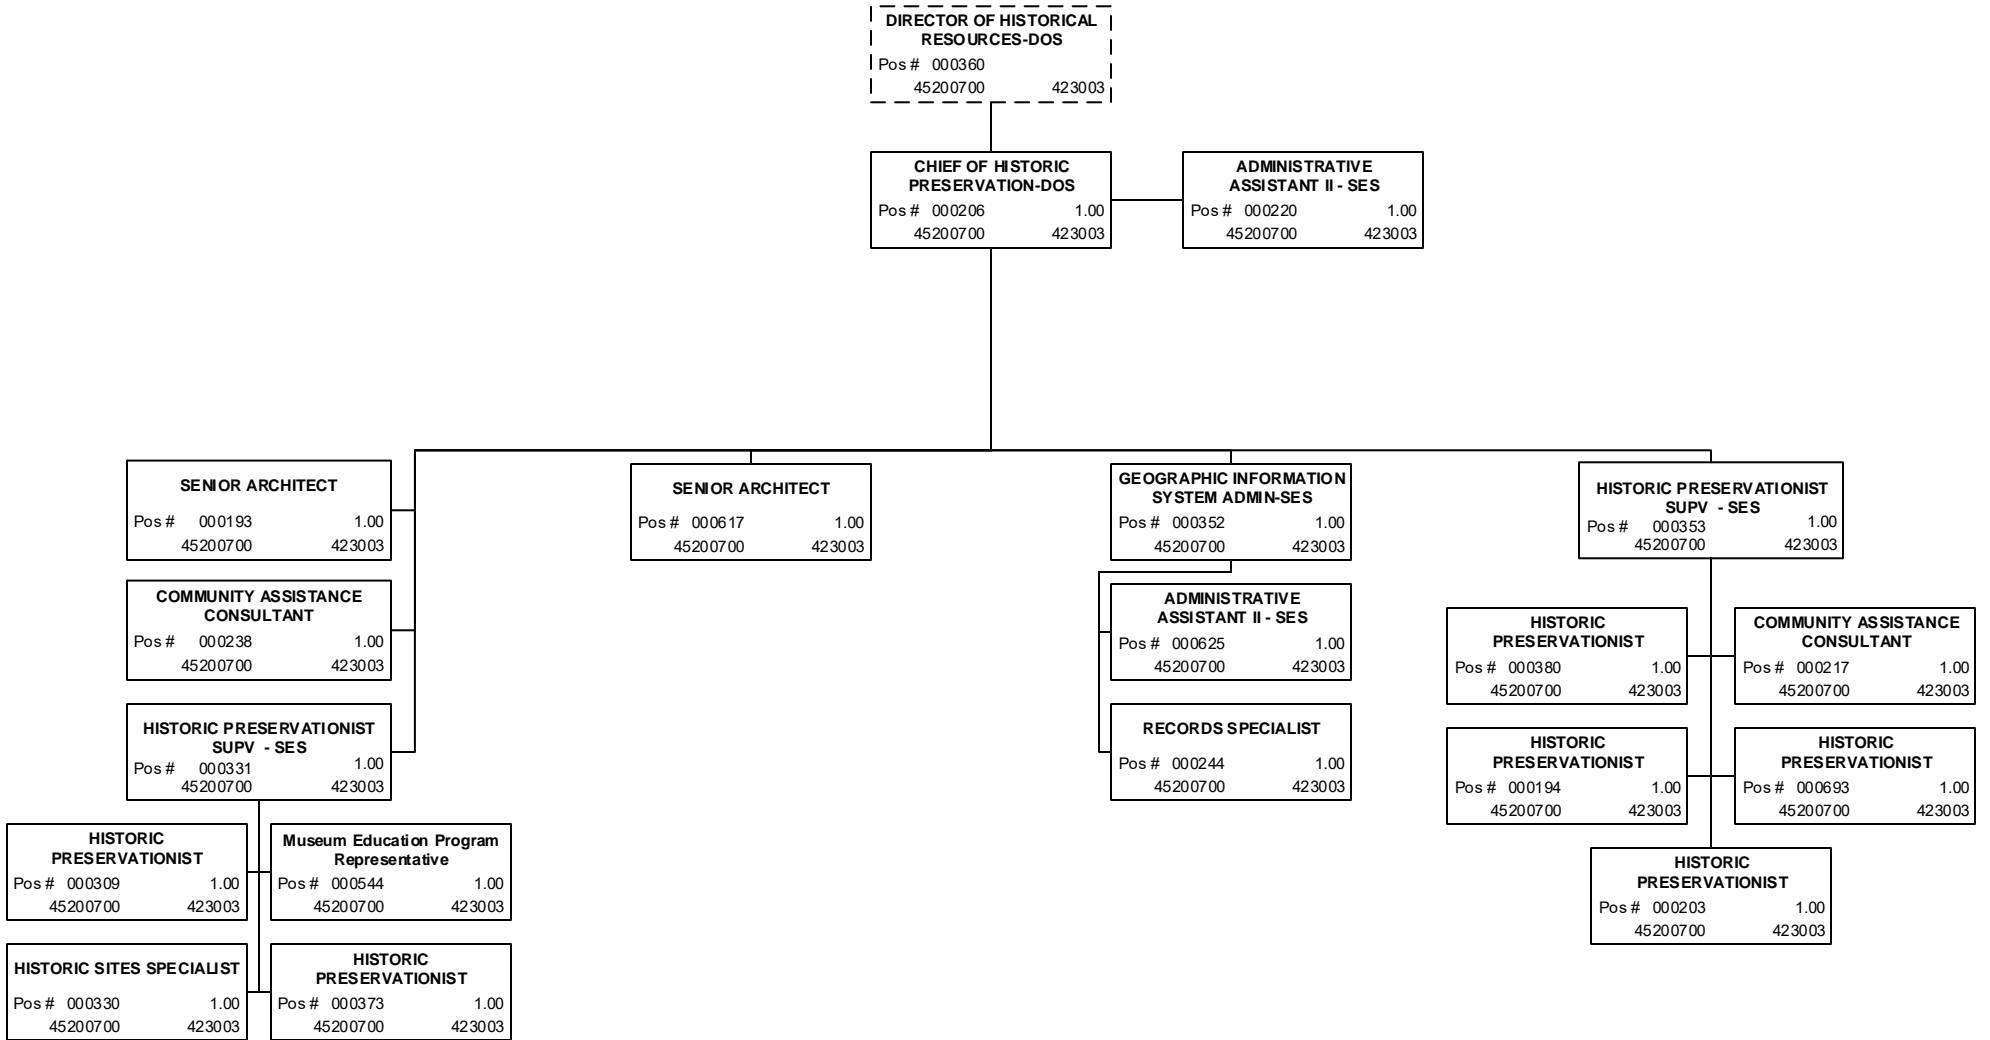 DIRECTOR OF HISTORICAL
RESOURCES-DOS
Pos # 000360
45200700 423003
CHIEF OF HISTORIC
PRESERVATION-DOS
Pos # 000206 1.00
45200700 423003
ADMINISTRATIVE
ASSISTANT II - SES
Pos # 000220 1.00
45200700 423003
SENIOR ARCHITECT
Pos # 000193 1.00
45200700 423003
COMMUNITY ASSISTANCE
CONSULTANT
Pos # 000238 1.00
45200700 423003
HISTORIC PRESERVATIONIST
SUPV - SES
Pos # 000331 1.00
45200700 423003
HISTORIC
PRESERVATIONIST
Pos # 000309 1.00
45200700 423003
Museum Education Program
Representative
Pos # 000544 1.00
45200700 423003
HISTORIC SITES SPECIALIST
Pos # 000330 1.00
45200700 423003
HISTORIC
PRESERVATIONIST
Pos # 000373 1.00
45200700 423003
SENIOR ARCHITECT
Pos # 000617 1.00
45200700 423003
GEOGRAPHIC INFORMATION
SYSTEM ADMIN-SES
Pos # 000352 1.00
45200700 423003
ADMINISTRATIVE
ASSISTANT II - SES
Pos # 000625 1.00
45200700 423003
RECORDS SPECIALIST
Pos # 000244 1.00
45200700 423003
HISTORIC PRESERVATIONIST
SUPV - SES
Pos # 000353 1.00
45200700 423003
HISTORIC
PRESERVATIONIST
Pos # 000380 1.00
45200700 423003
COMMUNITY ASSISTANCE
CONSULTANT
Pos # 000217 1.00
45200700 423003
HISTORIC
PRESERVATIONIST
Pos # 000194 1.00
45200700 423003
HISTORIC
PRESERVATIONIST
Pos # 000693 1.00
45200700 423003
HISTORIC
PRESERVATIONIST
Pos # 000203 1.00
45200700 423003